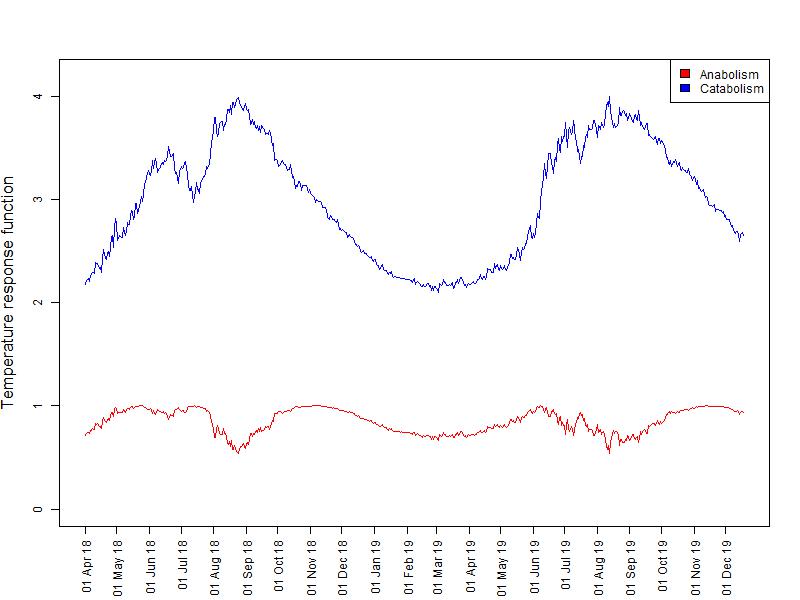 Anabolism
Catabolism
Temperature response function
4
3
2
1
0
01 Apr 18
01 May 18
01 Jun 18
01 Jul 18
01 Aug 18
01 Sep 18
01 Oct 18
01 Nov 18
01 Dec 18
01 Jan 19
01 Feb 19
01 Mar 19
01 Apr 19
01 May 19
01 Jun 19
01 Jul 19
01 Aug 19
01 Sep 19
01 Oct 19
01 Nov 19
01 Dec 19